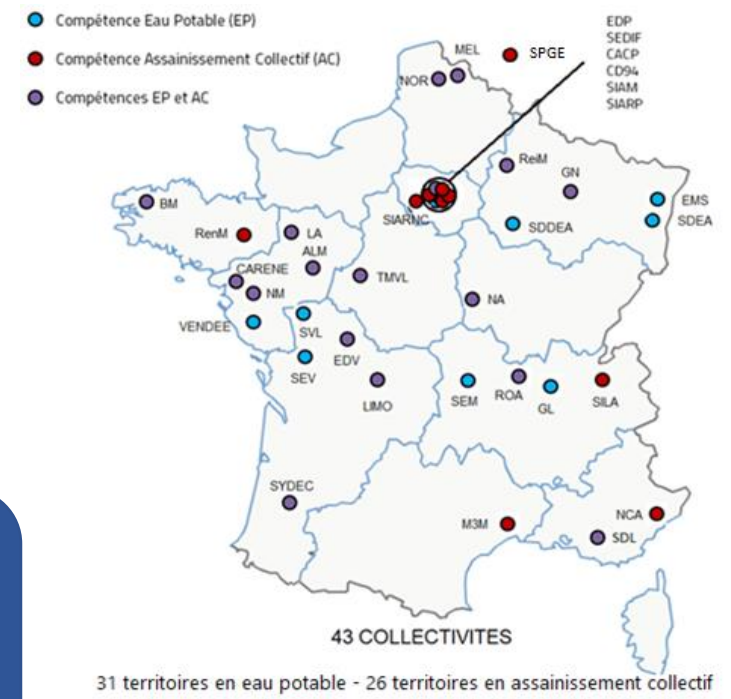 Compétence Eau Potable (EP)
Compétence Assainissement Collectif (AC)
Compétences EP et AC
MEL
SPGE
EDP
SEDIF
CACP
CD94
SIAM
SIARP
NOR
ReiM
GN
BM
EMS
SIARNC
SDDEA
SDEA
RenM
LA
ALM
CARENE
TMVL
NM
NA
VENDEE
SVL
EDV
SEV
LIMO
SEM
ROA
GL
SILA
SYDEC
M3M
NCA
SDL
43 COLLECTIVITES
31 territoires en eau potable - 26 territoires en assainissement collectif